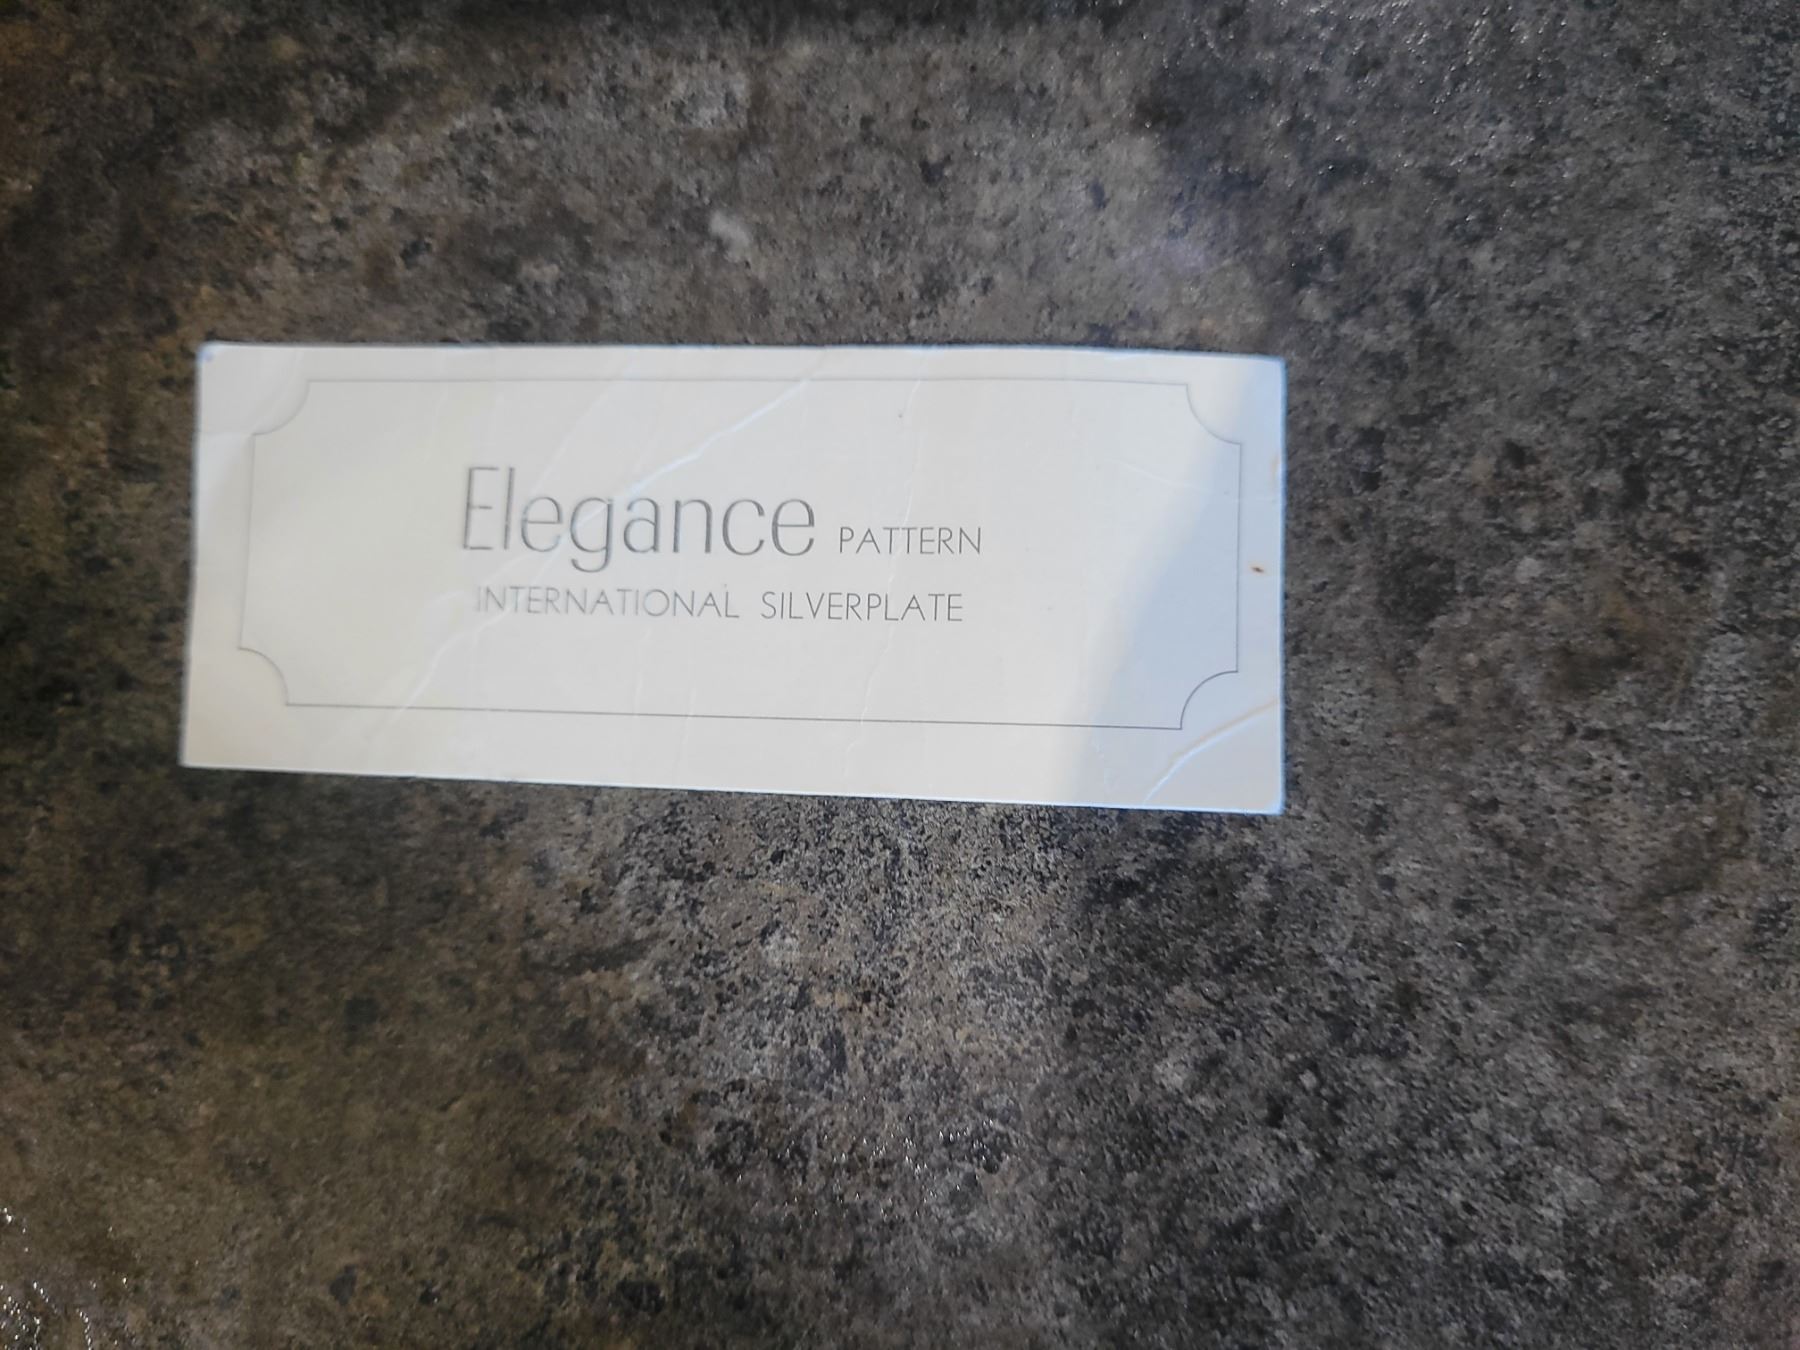 Elegance PATTERN
INTERNATIONAL SILVERPLATE